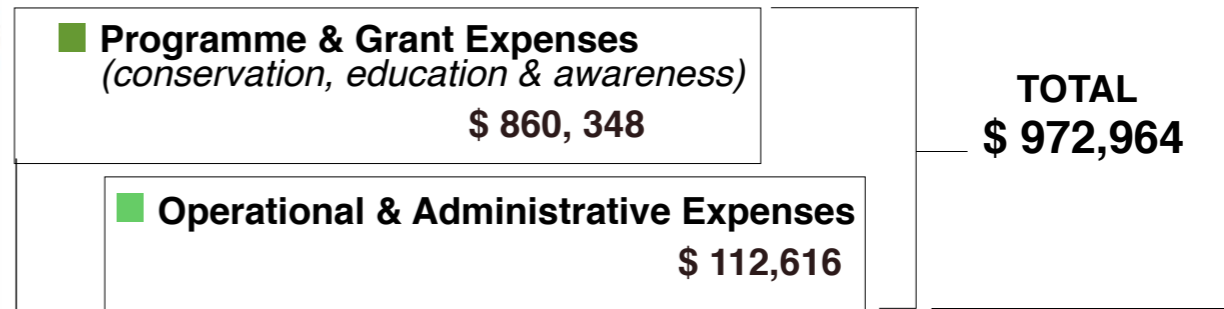 Programme & Grant Expenses
(conservation, education & awareness)
$ 860, 348
TOTAL
$ 972,964
Operational & Administrative Expenses
$ 112,616